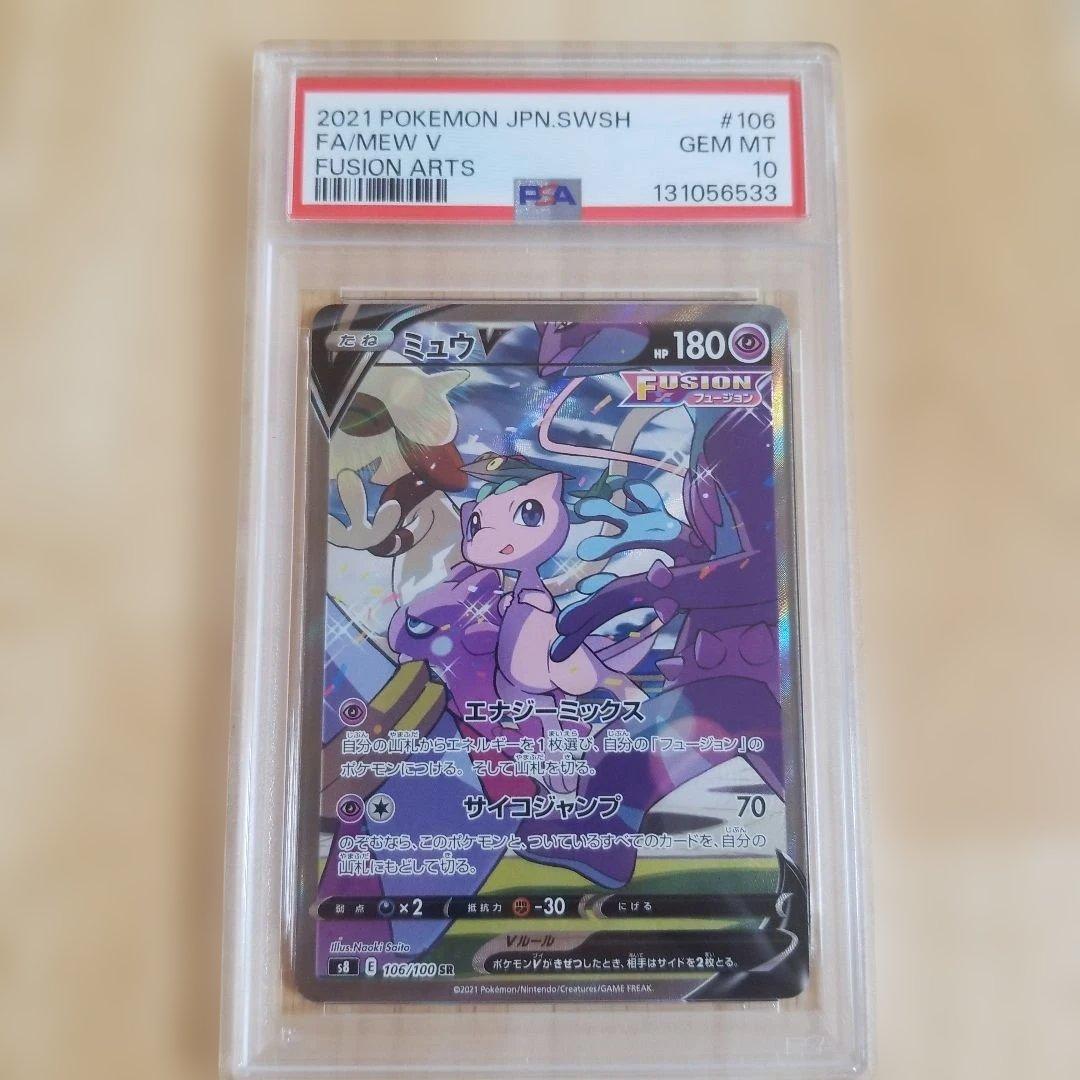 2021 POKEMON JPN.SWSH #106
FA/MEW V GEM MT
FUSION ARTS 10
PSA 131056533
たね ミュウV HP 180
FUSION
フュージョン
エナジーミックス
自分の山札からエネルギーを1枚選び、自分の「フュージョン」の
ポケモンにつける。そして山札を切る。
サイコジャンプ 70
のぞむなら、このポケモンと、ついているすべてのカードを、自分の
山札にもどして切る。
弱点 ×2 抵抗力 -30 にげる
Vルール
ポケモンVがきぜつしたとき、相手はサイドを2枚とる。
Illus.Naoki Saito
s8 E 106/100 SR
©2021 Pokémon/Nintendo/Creatures/GAME FREAK.